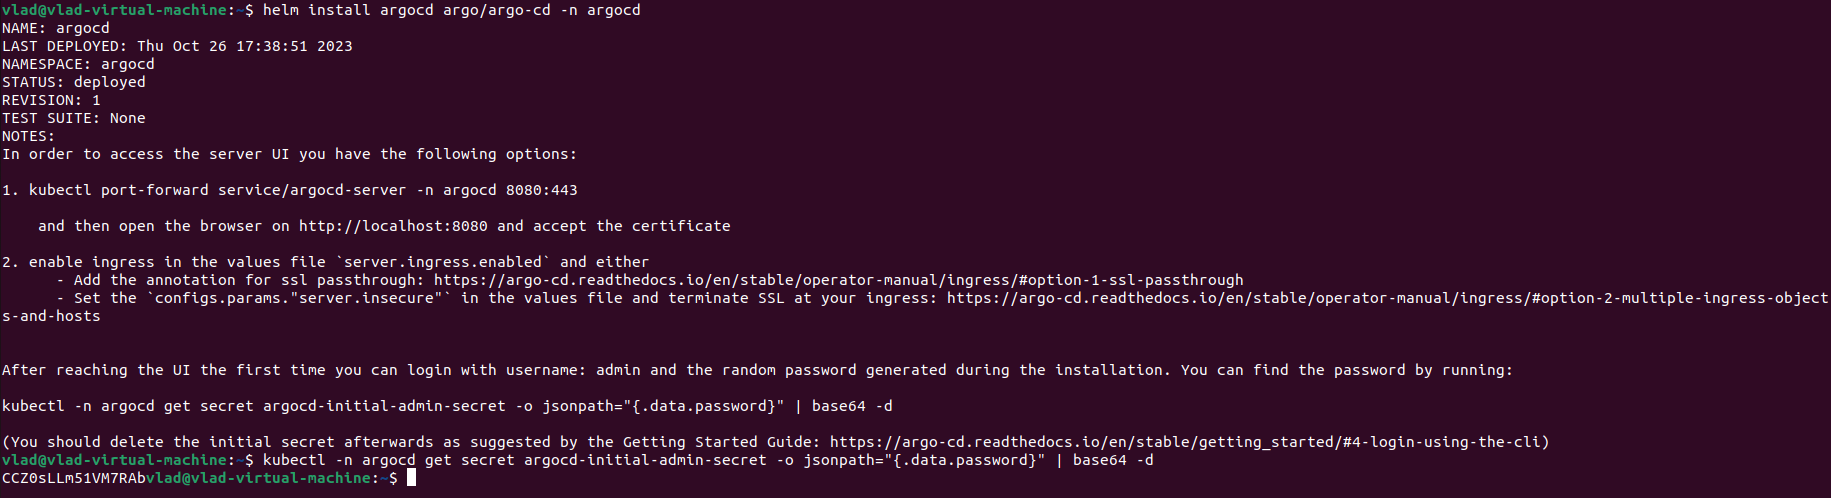 vlad@vlad-virtual-machine:~$ helm install argocd argo/argo-cd -n argocd
NAME: argocd
LAST DEPLOYED: Thu Oct 26 17:38:51 2023
NAMESPACE: argocd
STATUS: deployed
REVISION: 1
TEST SUITE: None
NOTES:
In order to access the server UI you have the following options:

1. kubectl port-forward service/argocd-server -n argocd 8080:443

    and then open the browser on http://localhost:8080 and accept the certificate

2. enable ingress in the values file `server.ingress.enabled` and either
      - Add the annotation for ssl passthrough: https://argo-cd.readthedocs.io/en/stable/operator-manual/ingress/#option-1-ssl-passthrough
      - Set the `configs.params."server.insecure"` in the values file and terminate SSL at your ingress: https://argo-cd.readthedocs.io/en/stable/operator-manual/ingress/#option-2-multiple-ingress-object
s-and-hosts


After reaching the UI the first time you can login with username: admin and the random password generated during the installation. You can find the password by running:

kubectl -n argocd get secret argocd-initial-admin-secret -o jsonpath="{.data.password}" | base64 -d

(You should delete the initial secret afterwards as suggested by the Getting Started Guide: https://argo-cd.readthedocs.io/en/stable/getting_started/#4-login-using-the-cli)
vlad@vlad-virtual-machine:~$ kubectl -n argocd get secret argocd-initial-admin-secret -o jsonpath="{.data.password}" | base64 -d
CCZ0sLLm51VM7RAbvlad@vlad-virtual-machine:~$